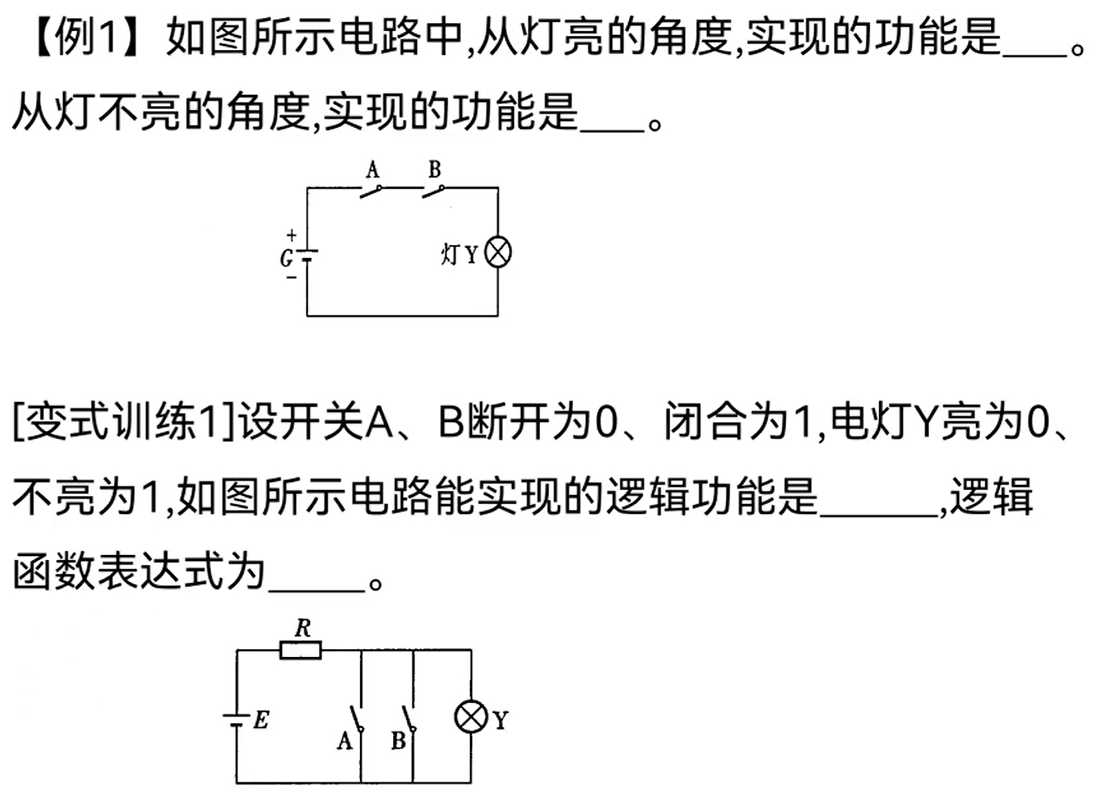 【例1】如图所示电路中,从灯亮的角度,实现的功能是___。
从灯不亮的角度,实现的功能是___。
A B
+
G
−
灯Y
[变式训练1]设开关A、B断开为0、闭合为1,电灯Y亮为0、
不亮为1,如图所示电路能实现的逻辑功能是______,逻辑
函数表达式为_____。
R
E
A B
Y